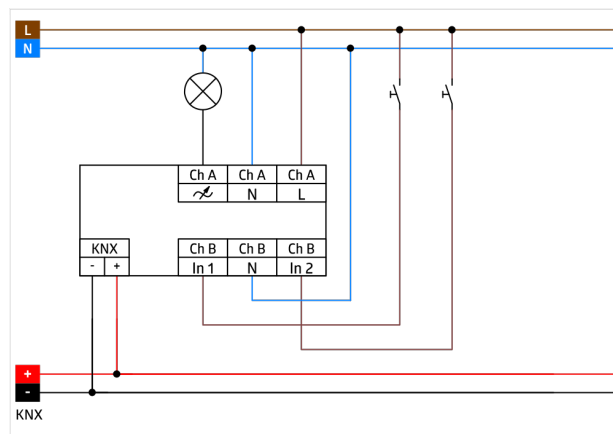 L
N
Ch A Ch A Ch A
N L
KNX Ch B Ch B Ch B
- + In 1 N In 2
+
-
KNX